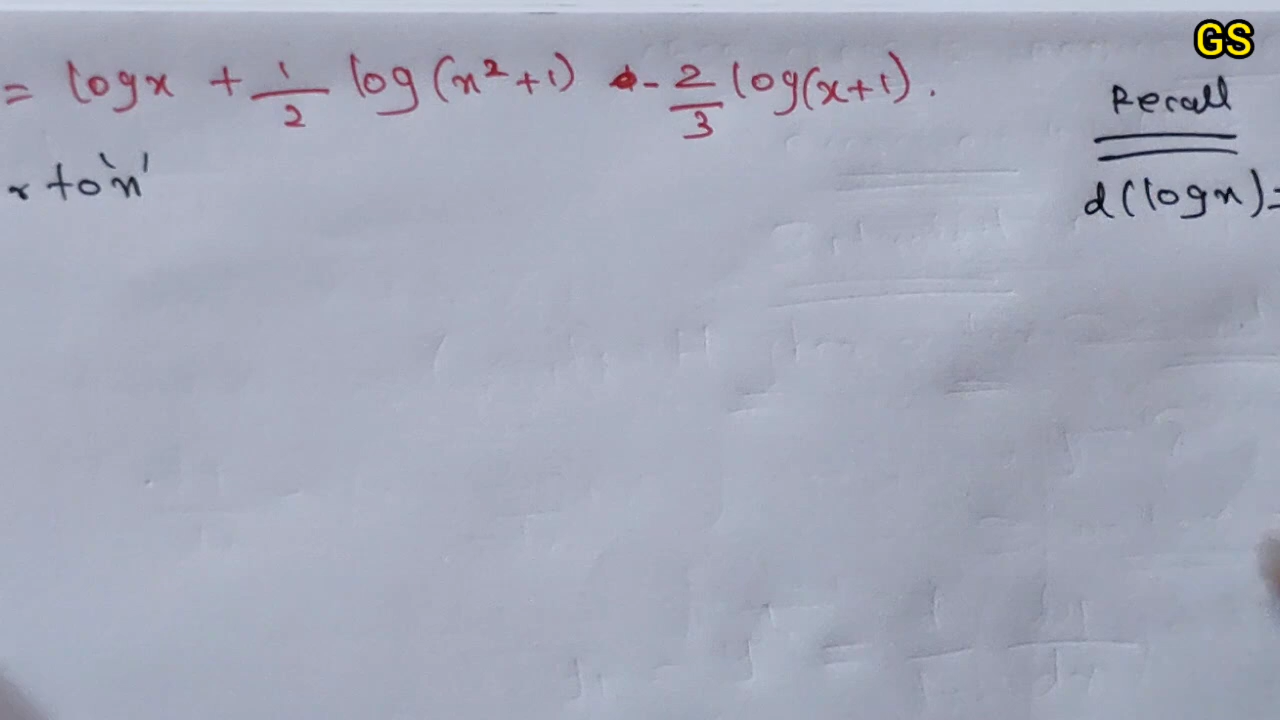 GS
= log x + 1/2 log (x² + 1) - 2/3 log(x+1).
Recall
r to 'x'
d(log x) =